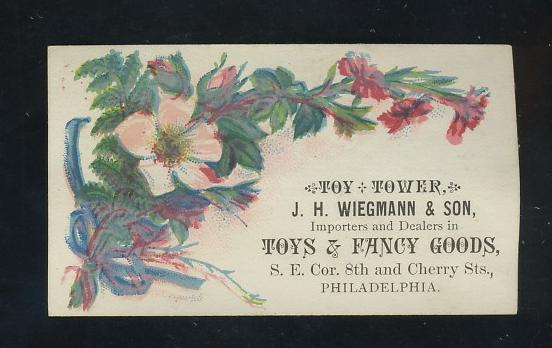 TOY TOWER,
J. H. WIEGMANN & SON,
Importers and Dealers in
TOYS & FANCY GOODS,
S. E. Cor. 8th and Cherry Sts.,
PHILADELPHIA.